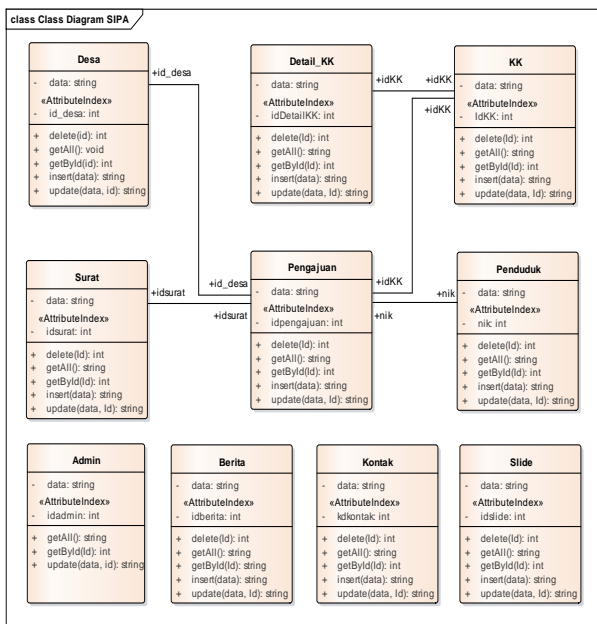 class Class Diagram SIPA
Desa
- data: string
«AttributeIndex»
- id_desa: int
+ delete(id): int
+ getAll(): void
+ getById(id): int
+ insert(data): string
+ update(data, id): string
+id_desa
Detail_KK
- data: string
«AttributeIndex»
- idDetailKK: int
+ delete(Id): int
+ getAll(): string
+ getById(Id): int
+ insert(data): string
+ update(data, Id): string
+idKK
+idKK
+idKK
KK
- data: string
«AttributeIndex»
- IdKK: int
+ delete(Id): int
+ getAll(): string
+ getById(Id): int
+ insert(data): string
+ update(data, Id): string
Surat
- data: string
«AttributeIndex»
- idsurat: int
+ delete(Id): int
+ getAll(): string
+ getById(Id): int
+ insert(data): string
+ update(data, Id): string
+idsurat
+id_desa
+idsurat
Pengajuan
- data: string
«AttributeIndex»
- idpengajuan: int
+ delete(Id): int
+ getAll(): string
+ getById(Id): int
+ insert(data): string
+ update(data, Id): string
+idKK
+nik
+nik
Penduduk
- data: string
«AttributeIndex»
- nik: int
+ delete(Id): int
+ getAll(): string
+ getById(Id): int
+ insert(data): string
+ update(data, Id): string
Admin
- data: string
«AttributeIndex»
- idadmin: int
+ getAll(): string
+ getById(Id): int
+ update(data, id): string
Berita
- data: string
«AttributeIndex»
- idberita: int
+ delete(Id): int
+ getAll(): string
+ getById(Id): string
+ insert(data): string
+ update(data, Id): string
Kontak
- data: string
«AttributeIndex»
- kdkontak: int
+ delete(Id): int
+ getAll(): string
+ getById(Id): string
+ insert(data): string
+ update(data, Id): string
Slide
- data: string
«AttributeIndex»
- idslide: int
+ delete(Id): int
+ getAll(): string
+ getById(Id): int
+ insert(data): string
+ update(data, Id): string